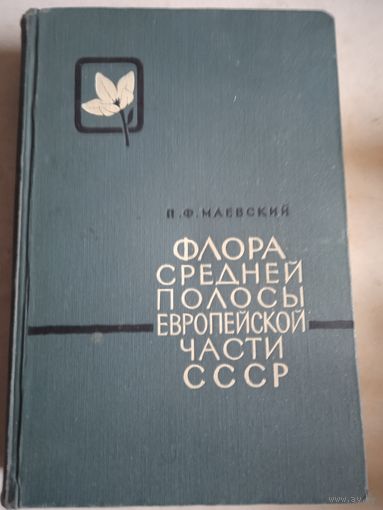 П.Ф.МАЕВСКИЙ
ФЛОРА
СРЕДНЕЙ
ПОЛОСЫ
ЕВРОПЕЙСКОЙ
ЧАСТИ
СССР